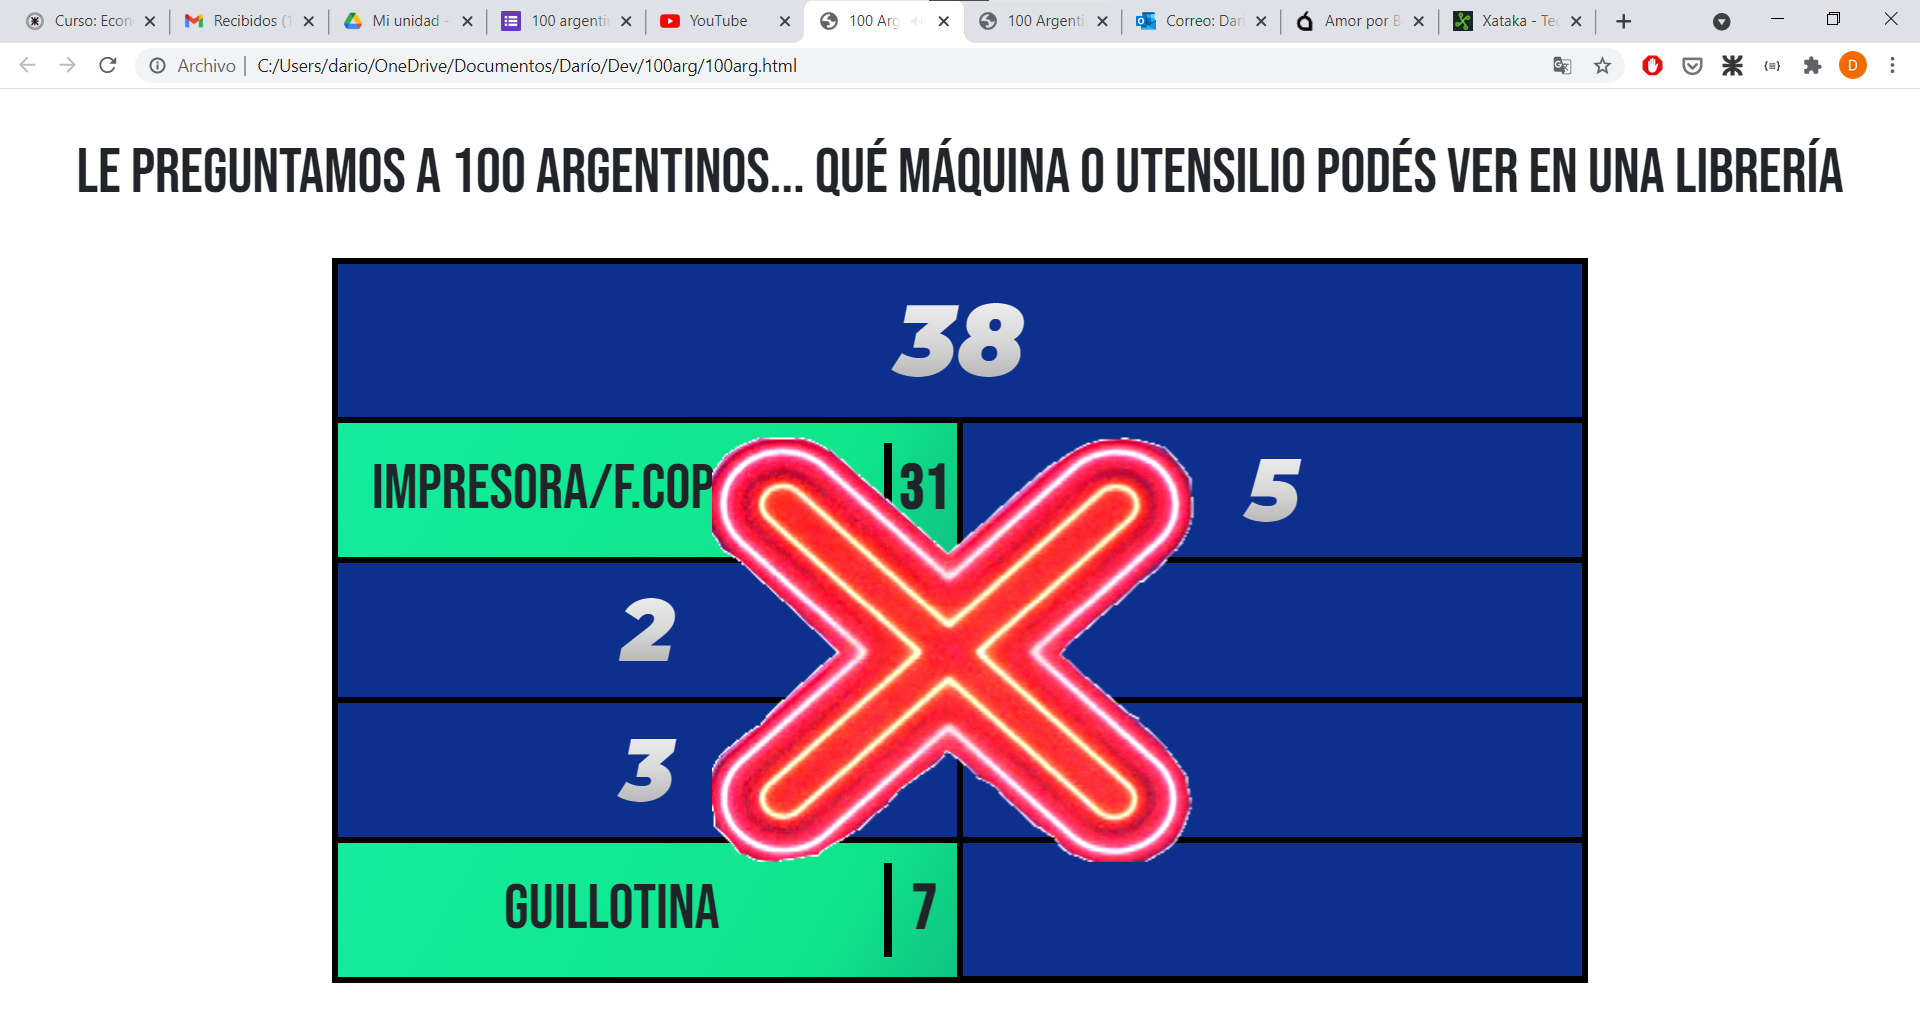 Curso: Econ
Recibidos (1
Mi unidad -
100 argenti
YouTube
100 Arg
100 Argenti
Correo: Dar
Amor por B
Xataka - Tec
Archivo
C:/Users/dario/OneDrive/Documentos/Darío/Dev/100arg/100arg.html
D
LE PREGUNTAMOS A 100 ARGENTINOS... QUÉ MÁQUINA O UTENSILIO PODÉS VER EN UNA LIBRERÍA
38
IMPRESORA/F.COP 31
5
2
3
GUILLOTINA 7